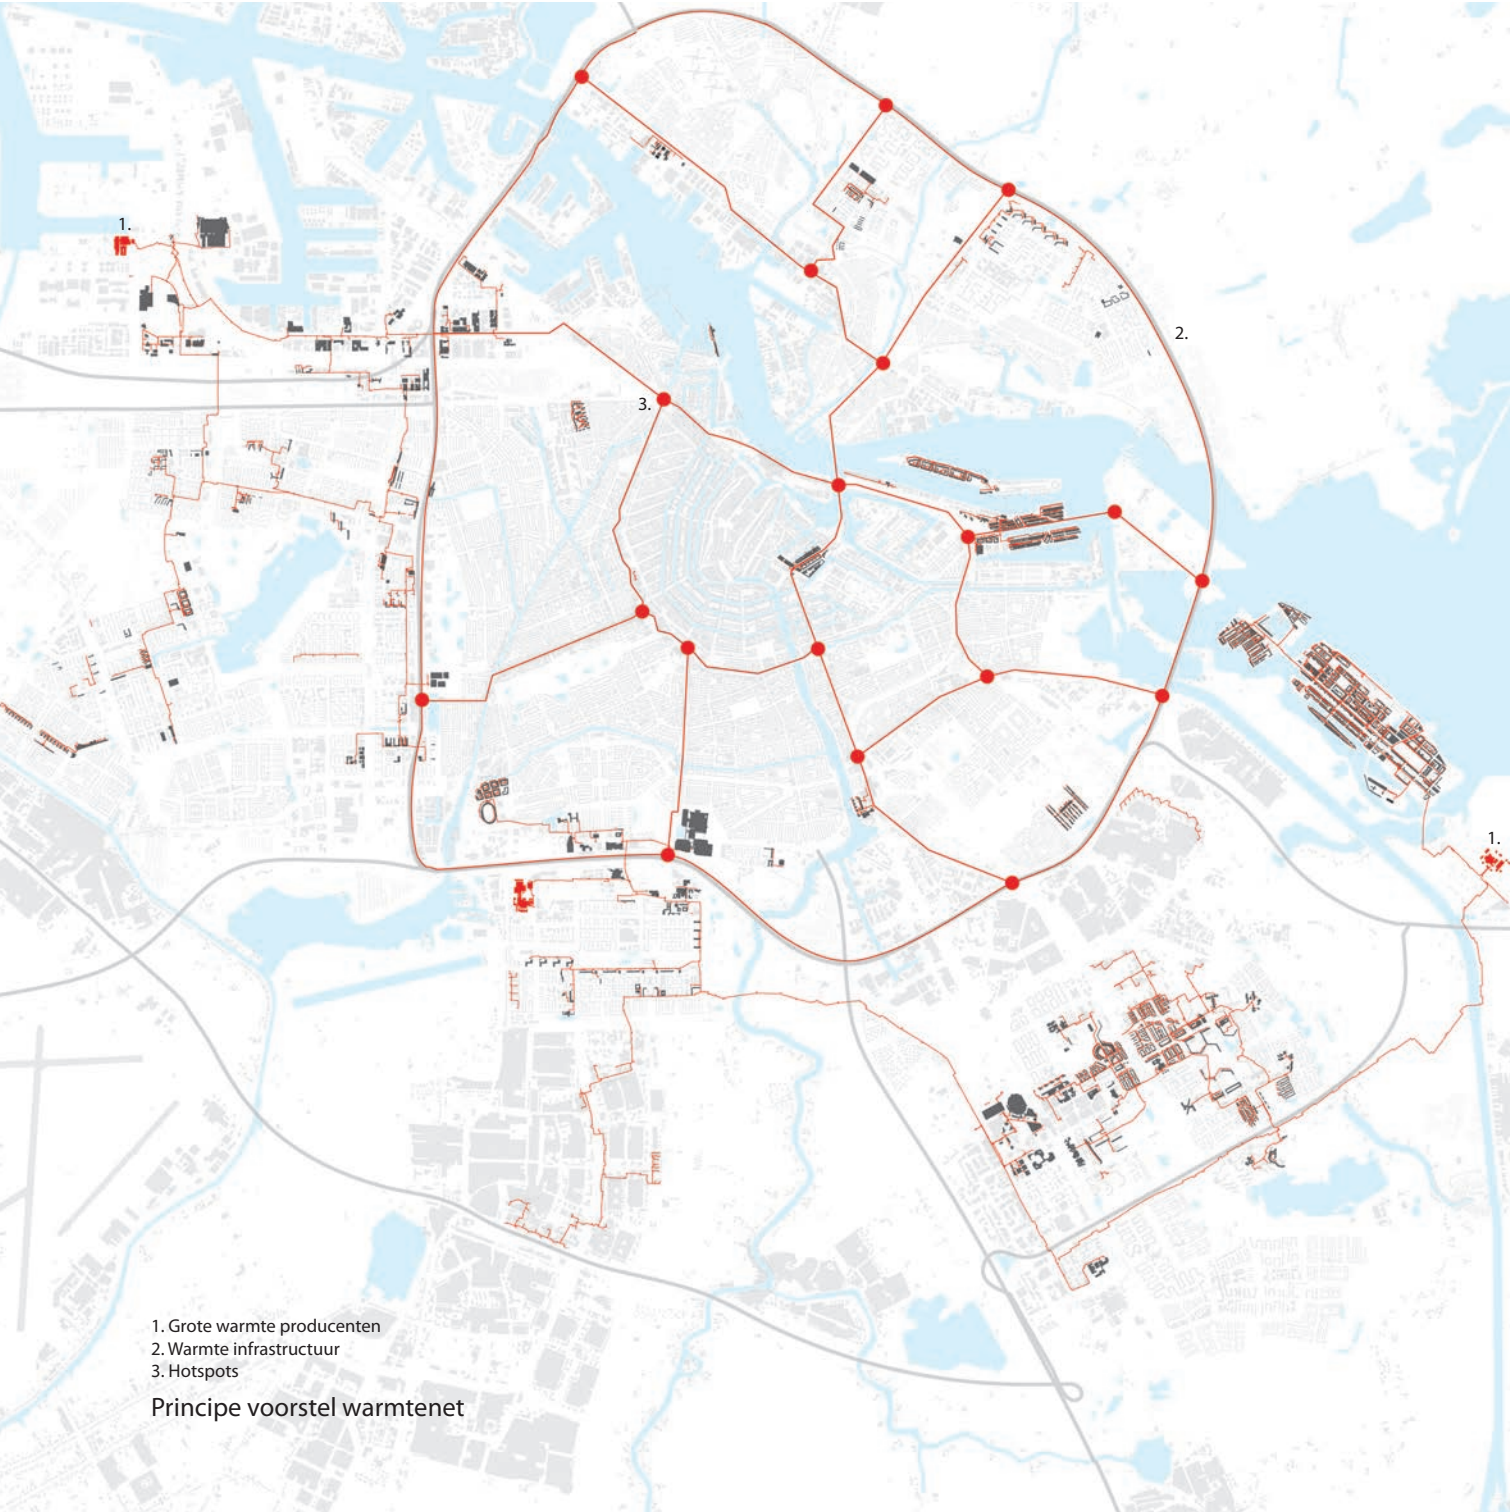 1.
2.
3.
1.
1. Grote warmte producenten
2. Warmte infrastructuur
3. Hotspots
Principe voorstel warmtenet